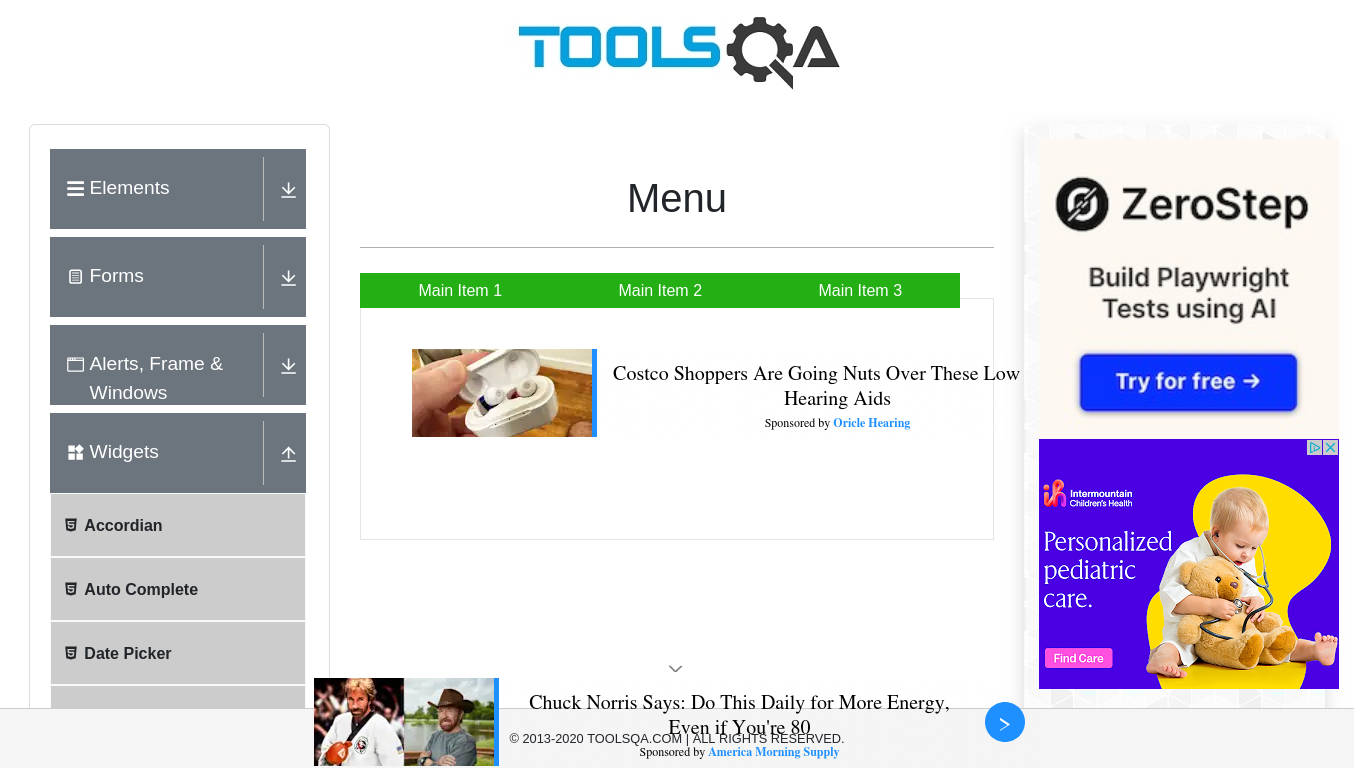 TOOLSQA
Elements
Forms
Alerts, Frame &
Windows
Widgets
Accordian
Auto Complete
Date Picker
Menu
Main Item 1
Main Item 2
Main Item 3
Costco Shoppers Are Going Nuts Over These Low
Hearing Aids
Sponsored by Oricle Hearing
ZeroStep
Build Playwright
Tests using AI
Try for free →
Intermountain
Children's Health
Personalized
pediatric
care.
Find Care
Chuck Norris Says: Do This Daily for More Energy,
Even if You're 80
© 2013-2020 TOOLSQA.COM | ALL RIGHTS RESERVED.
Sponsored by America Morning Supply